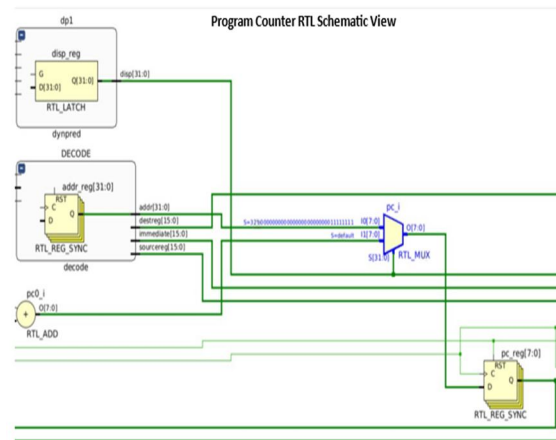 Program Counter RTL Schematic View
dp1
disp_reg
G
D[31:0]
Q[31:0]
disp[31:0]
RTL_LATCH
dynpred
DECODE
addr_reg[31:0]
RST
C
D
Q
RTL_REG_SYNC
addr[31:0]
destreg[15:0]
immediate[15:0]
sourcereg[15:0]
decode
pc_i
I0[7:0]
S=default
I1[7:0]
O[7:0]
S[31:0]
RTL_MUX
pc0_i
+
O[7:0]
RTL_ADD
pc_reg[7:0]
RST
C
D
Q
RTL_REG_SYNC